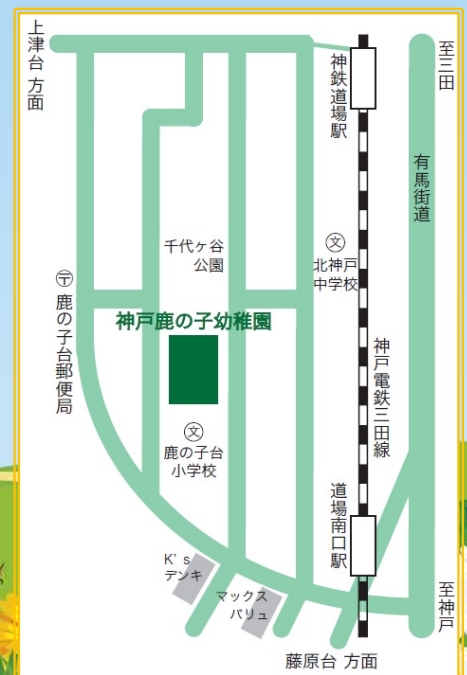 上津台 方面
神鉄道場駅
至三田
有馬街道
千代ヶ谷
公園
文
北神戸
中学校
〒
鹿の子台郵便局
神戸鹿の子幼稚園
神戸電鉄三田線
文
鹿の子台
小学校
道場南口駅
K's
デンキ
マックス
バリュ
至神戸
藤原台 方面